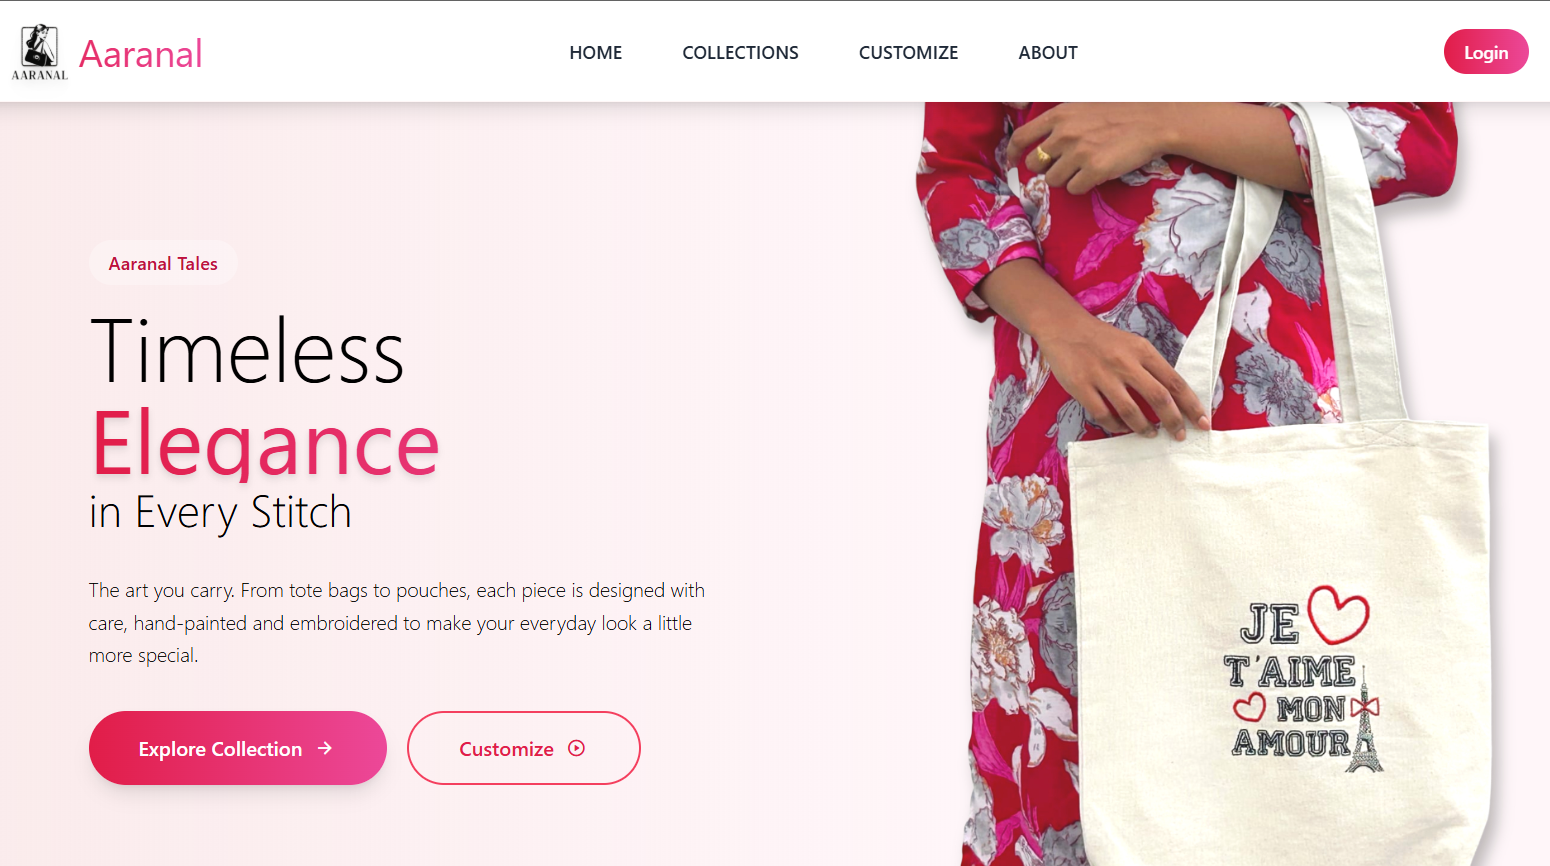 AARANAL
Aaranal
HOME
COLLECTIONS
CUSTOMIZE
ABOUT
Login
Aaranal Tales
Timeless
Elegance
in Every Stitch
The art you carry. From tote bags to pouches, each piece is designed with
care, hand-painted and embroidered to make your everyday look a little
more special.
Explore Collection
Customize
JE
T'AIME
MON
AMOUR